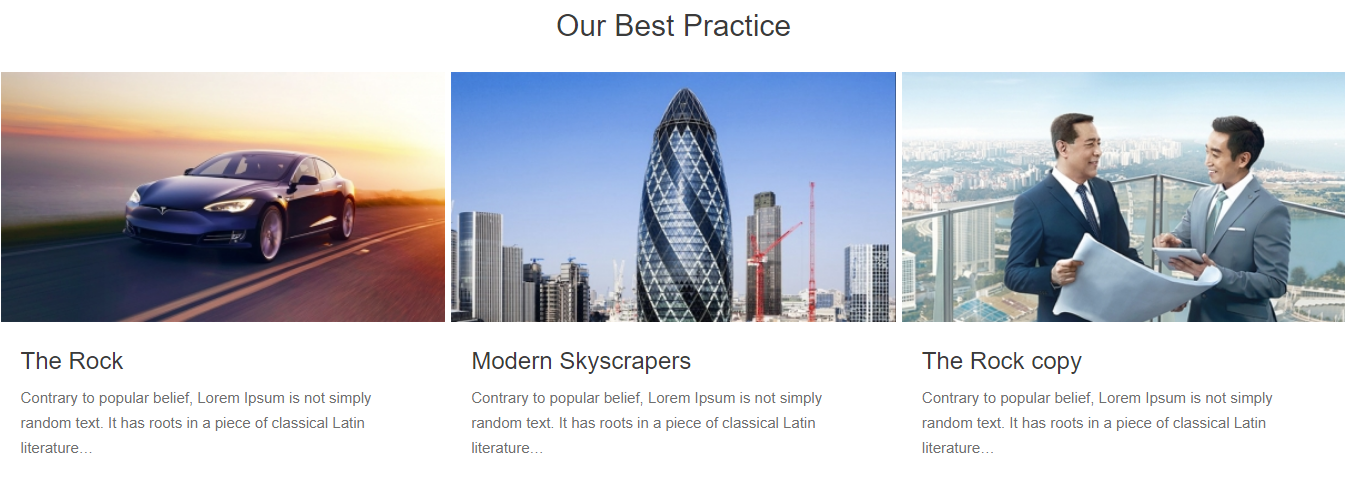 Our Best Practice
The Rock
Contrary to popular belief, Lorem Ipsum is not simply
random text. It has roots in a piece of classical Latin
literature…
Modern Skyscrapers
Contrary to popular belief, Lorem Ipsum is not simply
random text. It has roots in a piece of classical Latin
literature…
The Rock copy
Contrary to popular belief, Lorem Ipsum is not simply
random text. It has roots in a piece of classical Latin
literature…